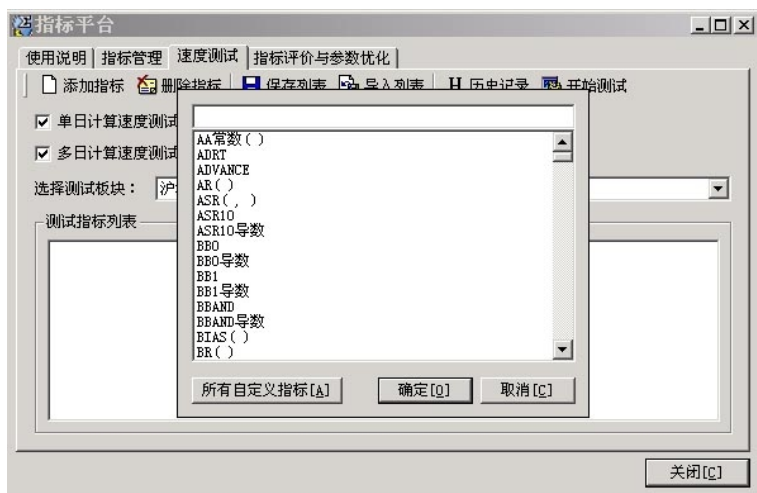 指标平台
使用说明 指标管理 速度测试 指标评价与参数优化
添加指标 删除指标 保存列表 导入列表 H 历史记录 开始测试
单日计算速度测试
多日计算速度测试
选择测试板块： 沪
测试指标列表
AA常数( )
ADRT
ADVANCE
AR( )
ASR( , )
ASR10
ASR10导数
BBO
BBO导数
BB1
BB1导数
BBAND
BBAND导数
BIAS( )
BR( )
所有自定义指标[A] 确定[O] 取消[C]
关闭[C]